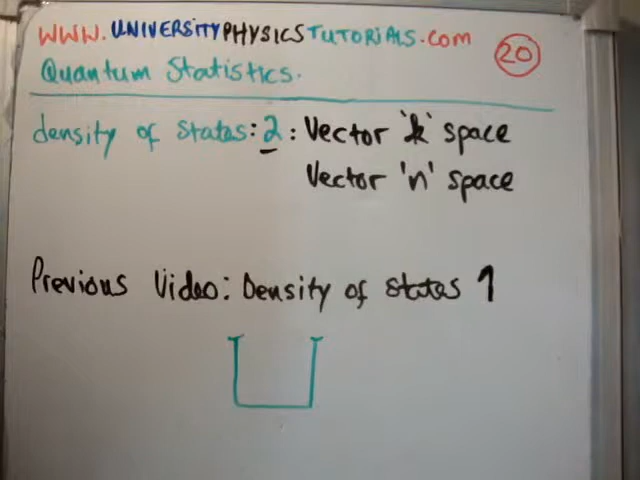 WWW.UNIVERSITYPHYSICSTUTORIALS.COM
20
Quantum Statistics.
density of States: 2 : Vector 'k' space
Vector 'n' space
Previous Video: Density of States 1